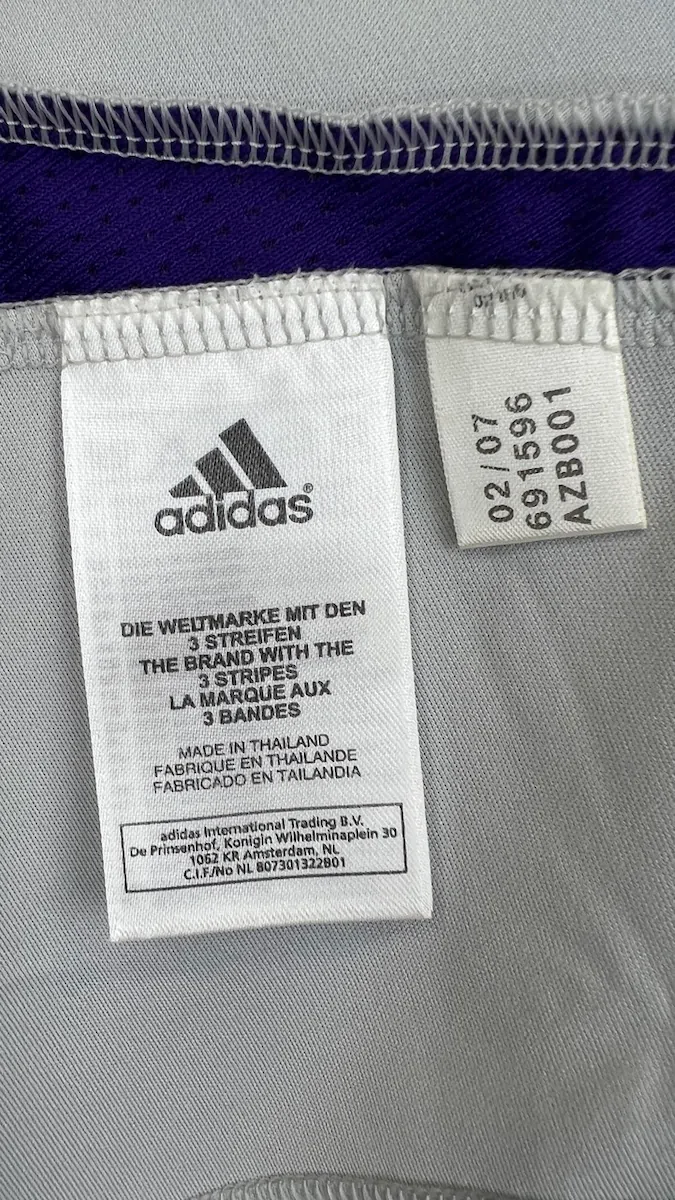 adidas®
DIE WELTMARKE MIT DEN
3 STREIFEN
THE BRAND WITH THE
3 STRIPES
LA MARQUE AUX
3 BANDES
MADE IN THAILAND
FABRIQUE EN THAILANDE
FABRICADO EN TAILANDIA
adidas International Trading B.V.
De Prinsenhof, Konigin Wilhelminaplein 30
1062 KR Amsterdam, NL
C.I.F./No NL 807301322B01
02/07
691596
AZB001